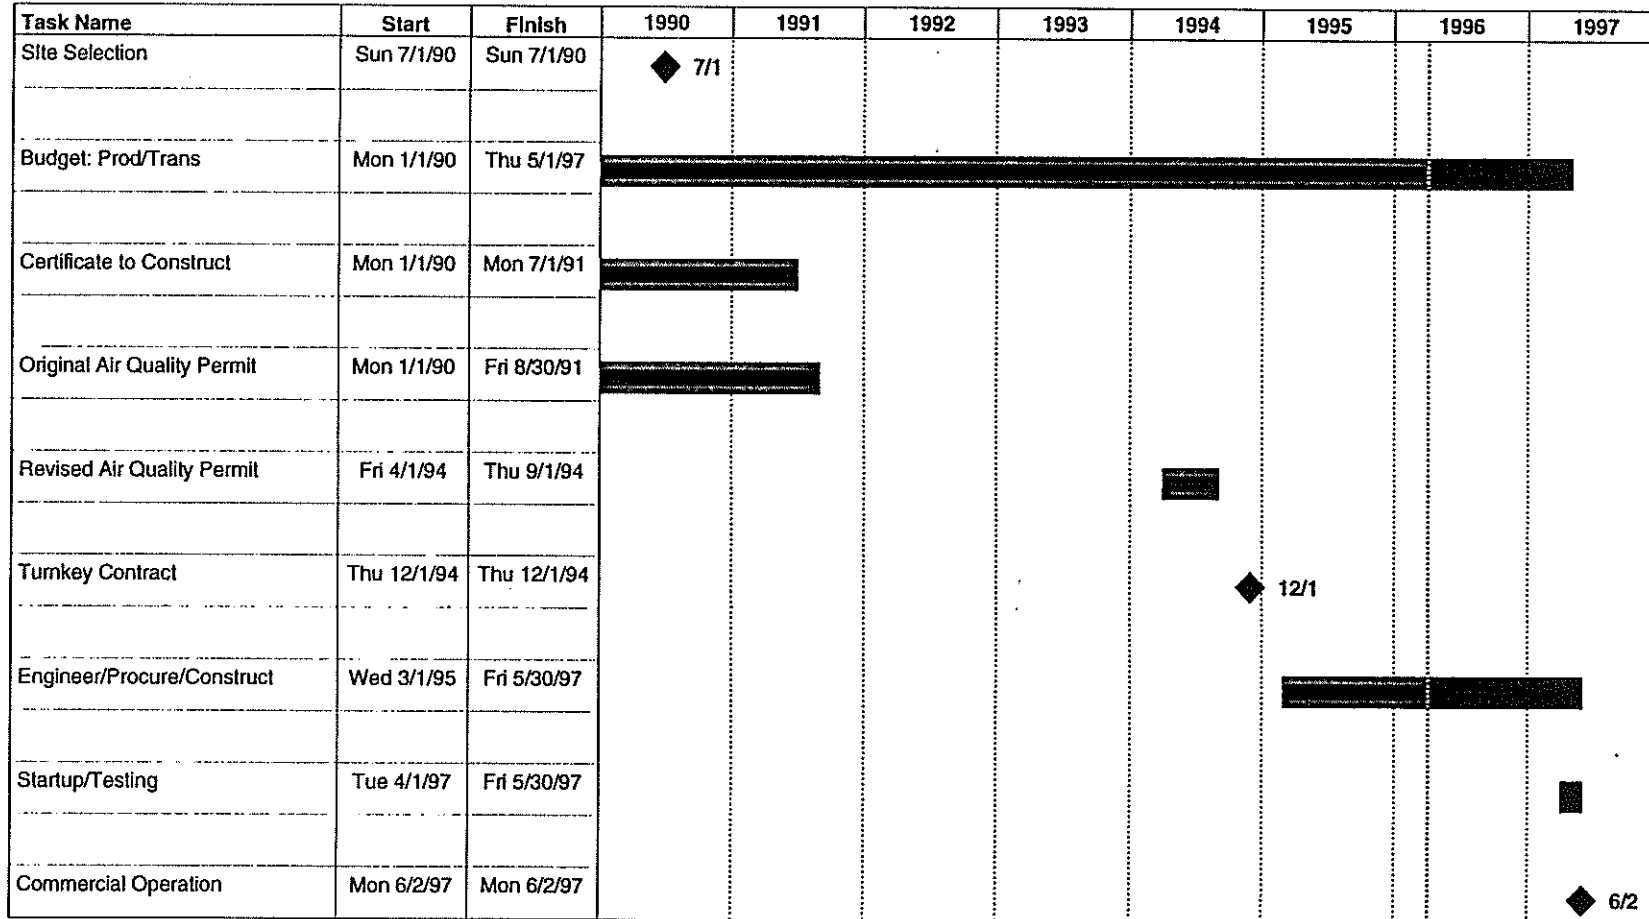 Task Name Start Finish 1990 1991 1992 1993 1994 1995 1996 1997
Site Selection Sun 7/1/90 Sun 7/1/90 7/1
Budget: Prod/Trans Mon 1/1/90 Thu 5/1/97
Certificate to Construct Mon 1/1/90 Mon 7/1/91
Original Air Quality Permit Mon 1/1/90 Fri 8/30/91
Revised Air Quality Permit Fri 4/1/94 Thu 9/1/94
Turnkey Contract Thu 12/1/94 Thu 12/1/94 12/1
Engineer/Procure/Construct Wed 3/1/95 Fri 5/30/97
Startup/Testing Tue 4/1/97 Fri 5/30/97
Commercial Operation Mon 6/2/97 Mon 6/2/97 6/2